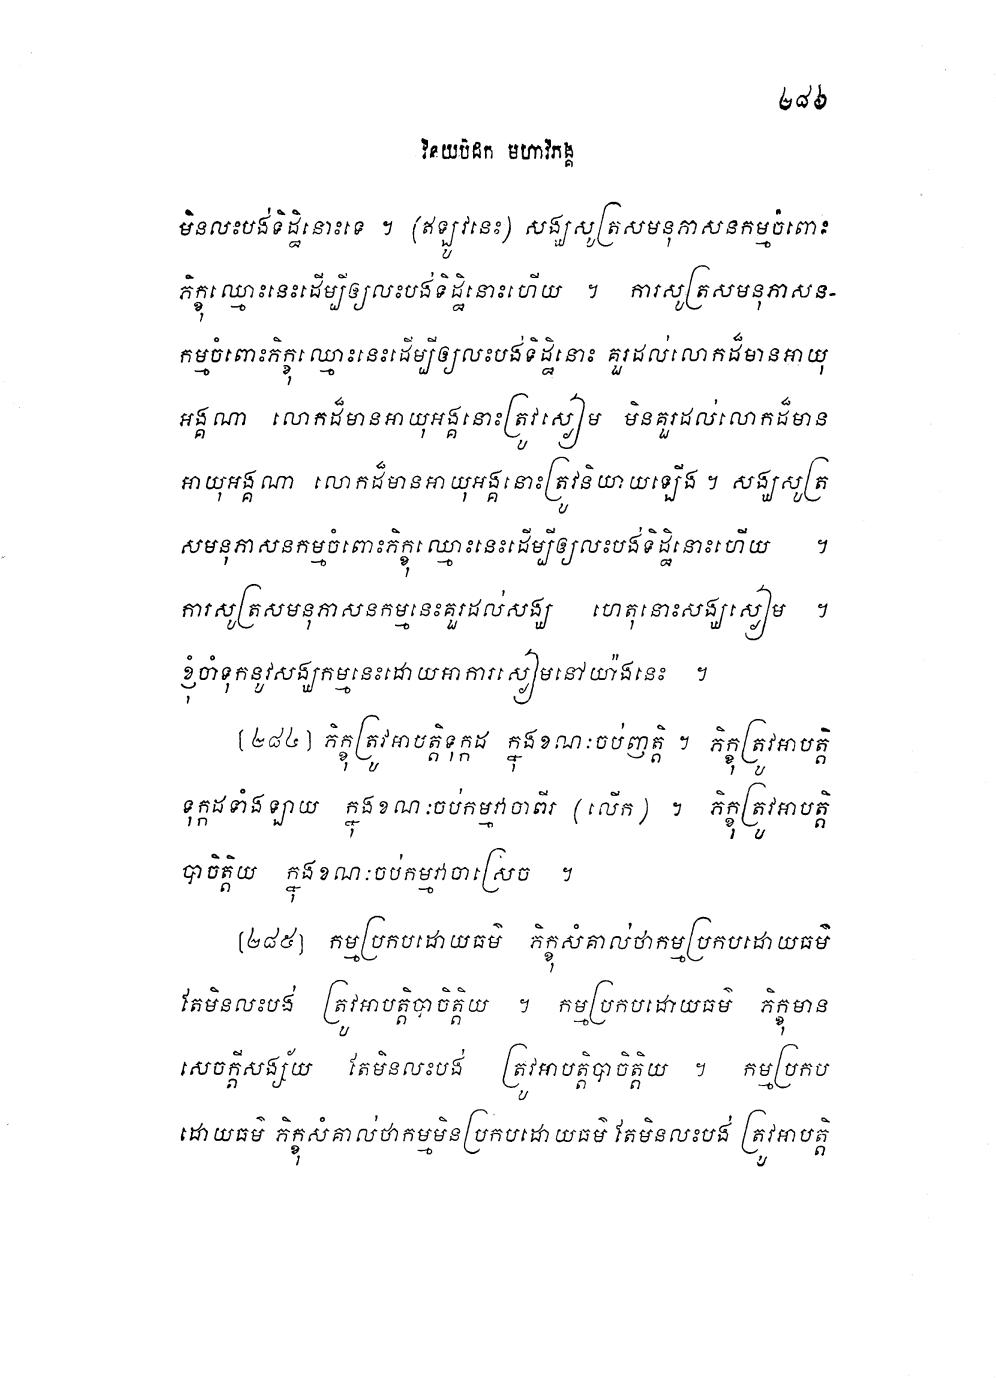 ២៨៦
វិនយបិដក មហាវិភង្គ
មិនលះបង់ទិដ្ឋិនោះទេ ។ (ឥឡូវនេះ) សង្ឃសូត្រសមនុភាសនកម្មចំពោះ
ភិក្ខុឈ្មោះនេះដើម្បីឲ្យលះបង់ទិដ្ឋិនោះហើយ ។ ការសូត្រសមនុភាសន-
កម្មចំពោះភិក្ខុឈ្មោះនេះដើម្បីឲ្យលះបង់ទិដ្ឋិនោះ គួរដល់លោកដ៏មានអាយុ
អង្គណា លោកដ៏មានអាយុអង្គនោះត្រូវស្ងៀម មិនគួរដល់លោកដ៏មាន
អាយុអង្គណា លោកដ៏មានអាយុអង្គនោះត្រូវនិយាយឡើង ។ សង្ឃសូត្រ
សមនុភាសនកម្មចំពោះភិក្ខុឈ្មោះនេះដើម្បីឲ្យលះបង់ទិដ្ឋិនោះហើយ ។
ការសូត្រសមនុភាសនកម្មនេះគួរដល់សង្ឃ ហេតុនោះសង្ឃស្ងៀម ។
ខ្ញុំចាំទុកនូវសង្ឃកម្មនេះដោយអាការស្ងៀមនៅយ៉ាងនេះ ។
[២៨៤] ភិក្ខុត្រូវអាបត្តិទុក្កដ ក្នុងខណៈចប់ញត្តិ ។ ភិក្ខុត្រូវអាបត្តិ
ទុក្កដទាំងឡាយ ក្នុងខណៈចប់កម្មវាចាពីរ (លើក) ។ ភិក្ខុត្រូវអាបត្តិ
បាចិត្តិយ ក្នុងខណៈចប់កម្មវាចាស្រេច ។
[២៨៥] កម្មប្រកបដោយធម៌ ភិក្ខុសំគាល់ថាកម្មប្រកបដោយធម៌
តែមិនលះបង់ ត្រូវអាបត្តិបាចិត្តិយ ។ កម្មប្រកបដោយធម៌ ភិក្ខុមាន
សេចក្តីសង្ស័យ តែមិនលះបង់ ត្រូវអាបត្តិបាចិត្តិយ ។ កម្មប្រកប
ដោយធម៌ ភិក្ខុសំគាល់ថាកម្មមិនប្រកបដោយធម៌ តែមិនលះបង់ ត្រូវអាបត្តិ